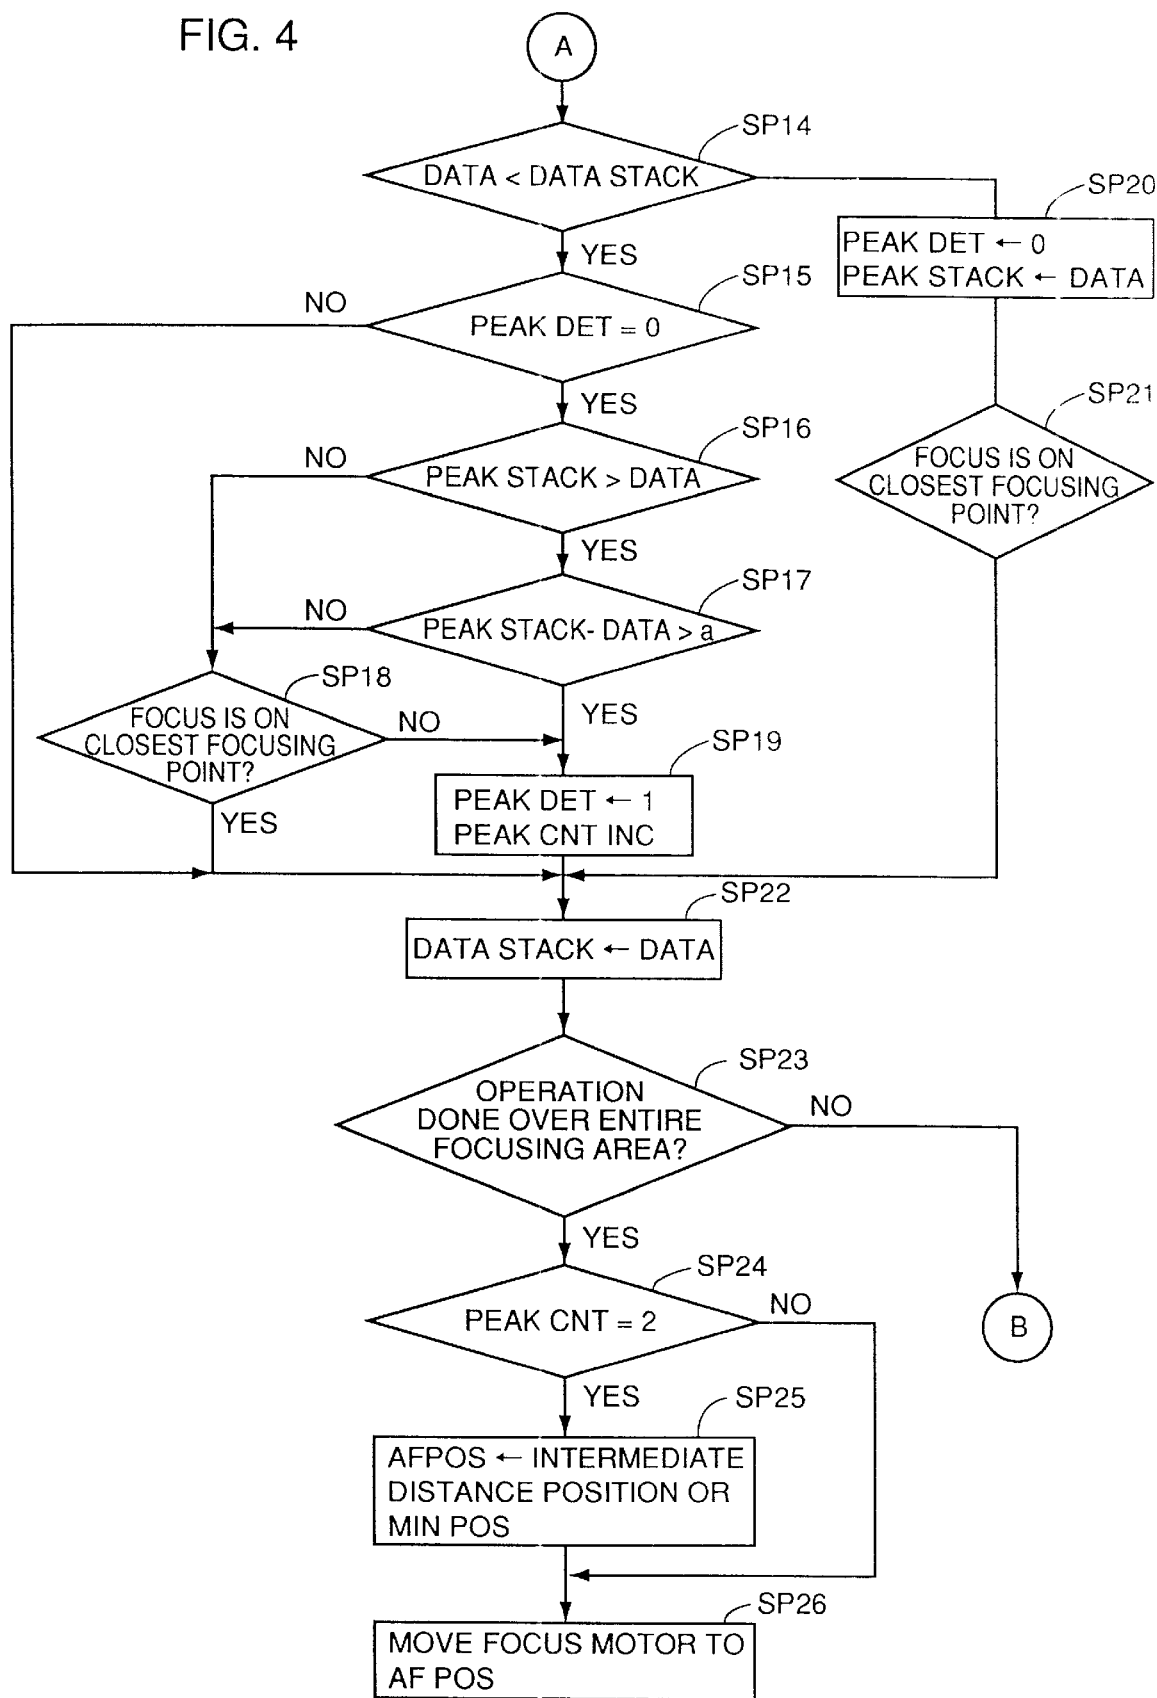 FIG. 4
A
SP14
DATA < DATA STACK
SP20
PEAK DET ← 0
PEAK STACK ← DATA
YES
SP15
NO
PEAK DET = 0
YES
SP21
FOCUS IS ON
CLOSEST FOCUSING
POINT?
SP16
NO
PEAK STACK > DATA
YES
SP17
NO
PEAK STACK- DATA > a
SP18
FOCUS IS ON
CLOSEST FOCUSING
POINT?
NO
YES
YES
SP19
PEAK DET ← 1
PEAK CNT INC
SP22
DATA STACK ← DATA
SP23
OPERATION
DONE OVER ENTIRE
FOCUSING AREA?
NO
YES
B
SP24
PEAK CNT = 2
NO
YES
SP25
AFPOS ← INTERMEDIATE
DISTANCE POSITION OR
MIN POS
SP26
MOVE FOCUS MOTOR TO
AF POS